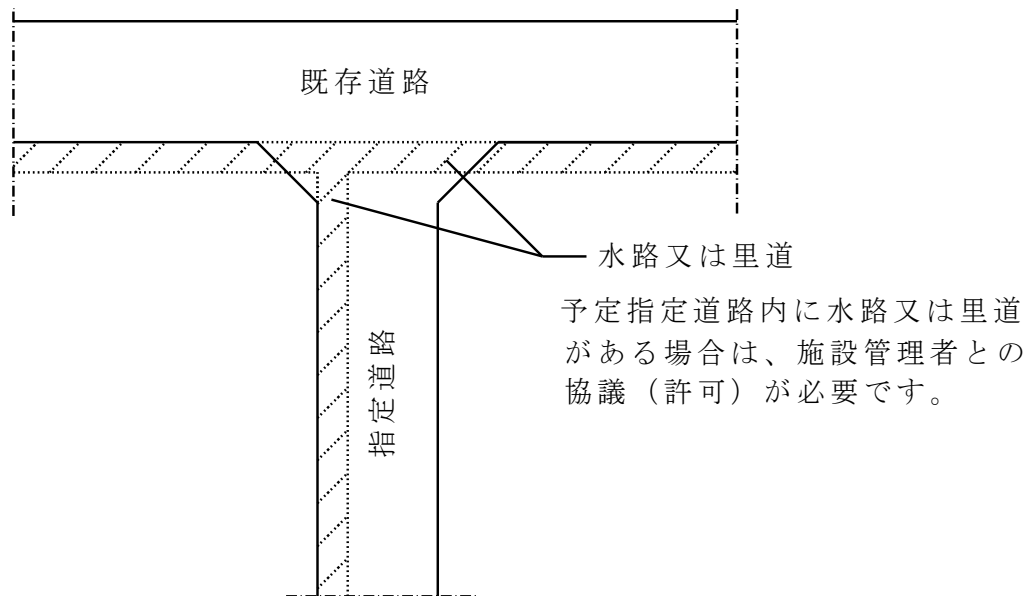 既存道路
水路又は里道
予定指定道路内に水路又は里道
がある場合は、施設管理者との
協議（許可）が必要です。
指定道路